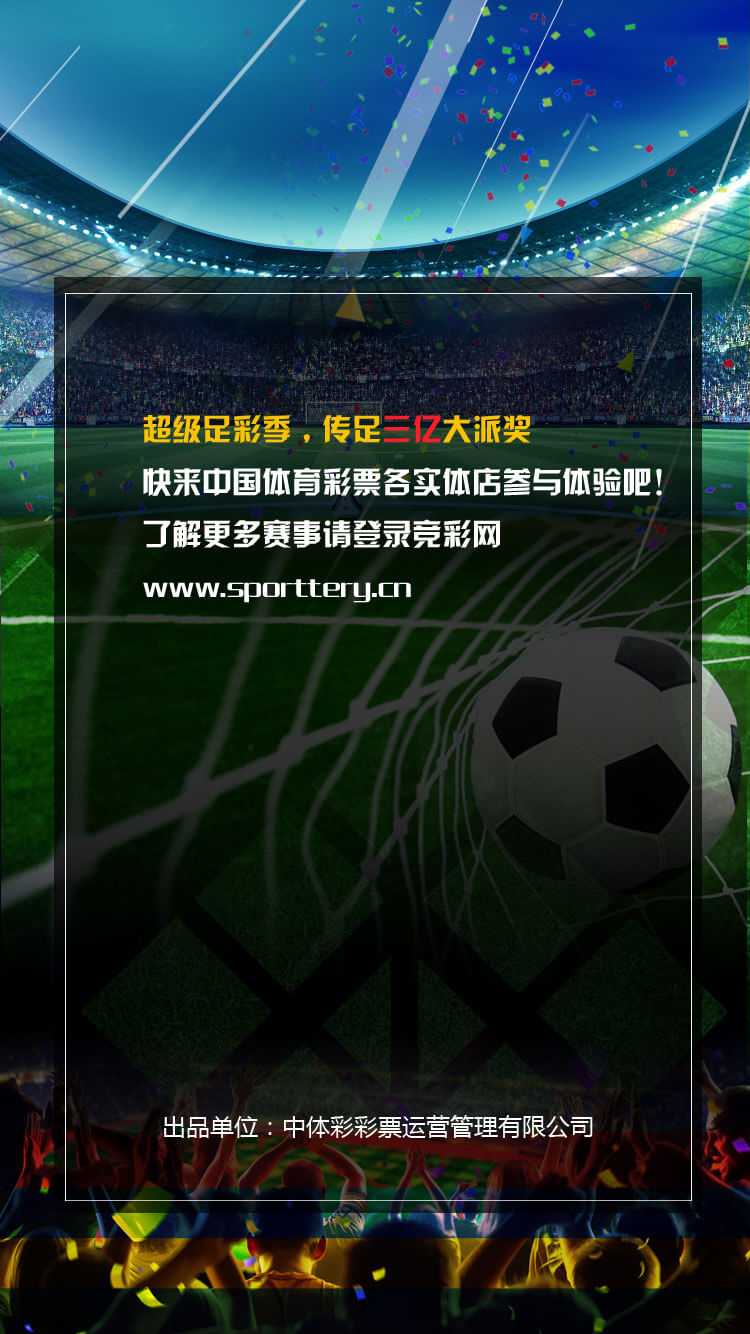 超级足彩季，传足三亿大派奖
快来中国体育彩票各实体店参与体验吧！
了解更多赛事请登录竞彩网
www.sporttery.cn
出品单位：中体彩彩票运营管理有限公司